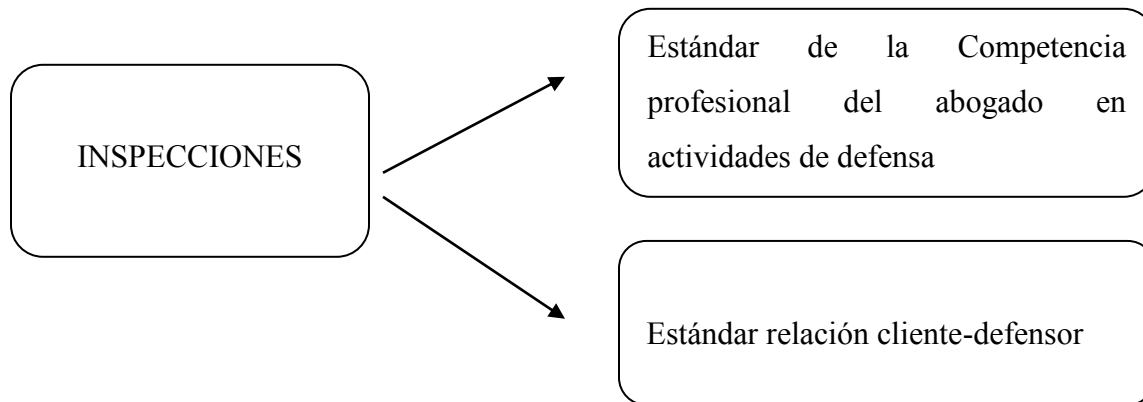 INSPECCIONES
Estándar de la Competencia
profesional del abogado en
actividades de defensa
Estándar relación cliente-defensor